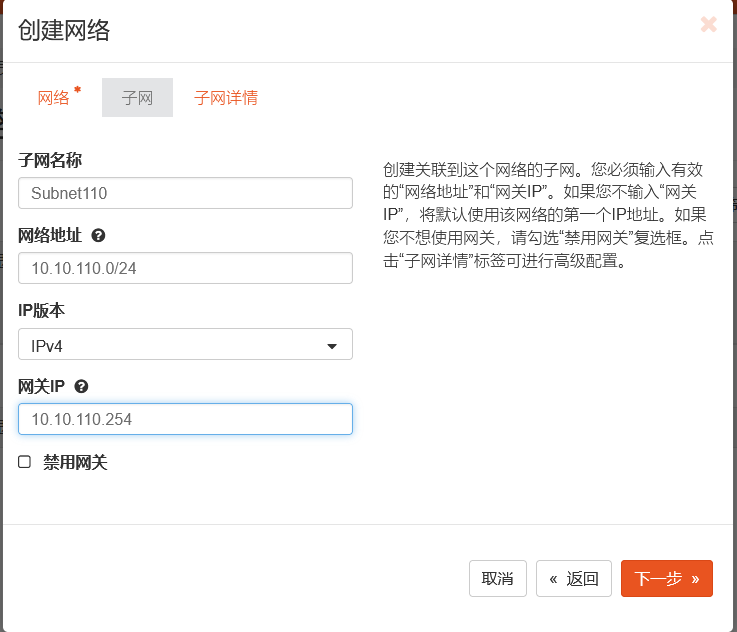 创建网络
网络 *
子网
子网详情
子网名称
Subnet110
网络地址
10.10.110.0/24
IP版本
IPv4
网关IP
10.10.110.254
禁用网关
创建关联到这个网络的子网。您必须输入有效
的“网络地址”和“网关IP”。如果您不输入“网关
IP”，将默认使用该网络的第一个IP地址。如果
您不想使用网关，请勾选“禁用网关”复选框。点
击“子网详情”标签可进行高级配置。
取消
« 返回
下一步 »